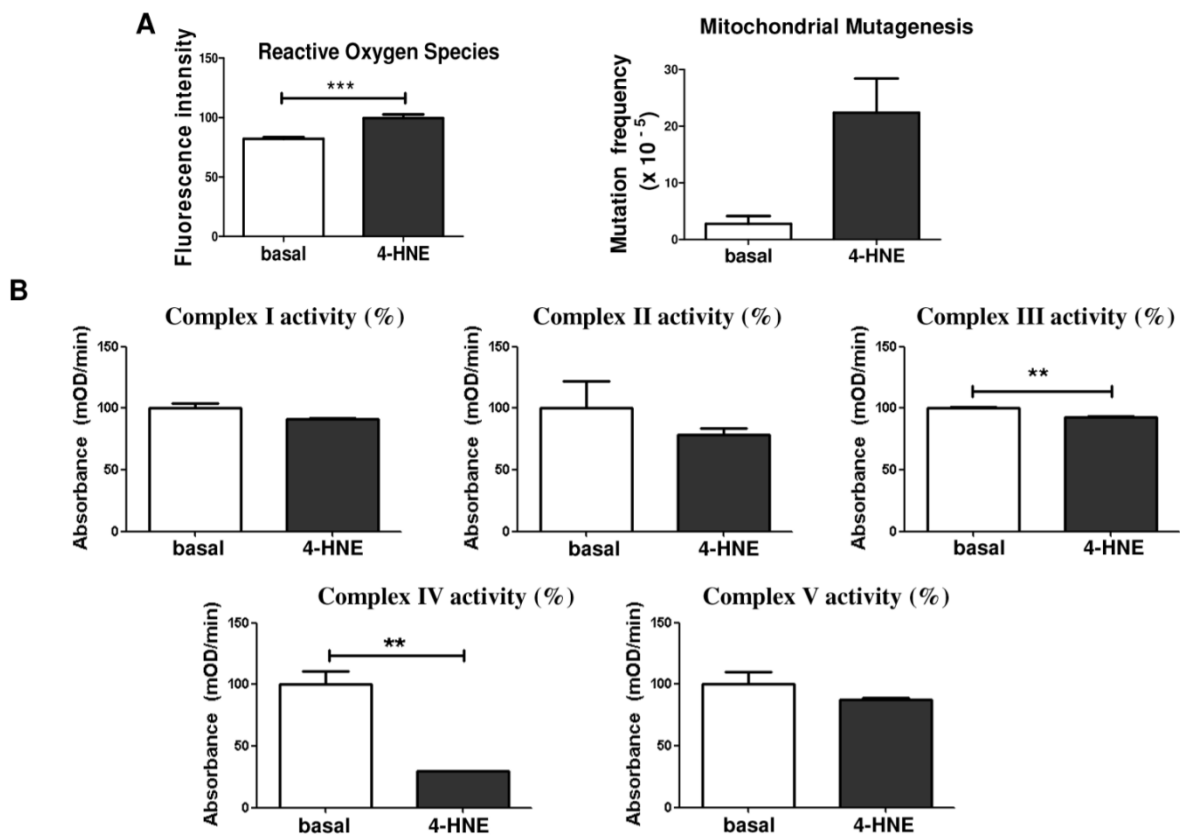 A
Reactive Oxygen Species
Fluorescence intensity
150
100
50
0
***
basal
4-HNE
Mitochondrial Mutagenesis
Mutation frequency
(x 10 - 5)
30
20
10
0
basal
4-HNE
B
Complex I activity (%)
Absorbance (mOD/min)
150
100
50
0
basal
4-HNE
Complex II activity (%)
Absorbance (mOD/min)
150
100
50
0
basal
4-HNE
Complex III activity (%)
Absorbance (mOD/min)
150
100
50
0
**
basal
4-HNE
Complex IV activity (%)
Absorbance (mOD/min)
150
100
50
0
**
basal
4-HNE
Complex V activity (%)
Absorbance (mOD/min)
150
100
50
0
basal
4-HNE